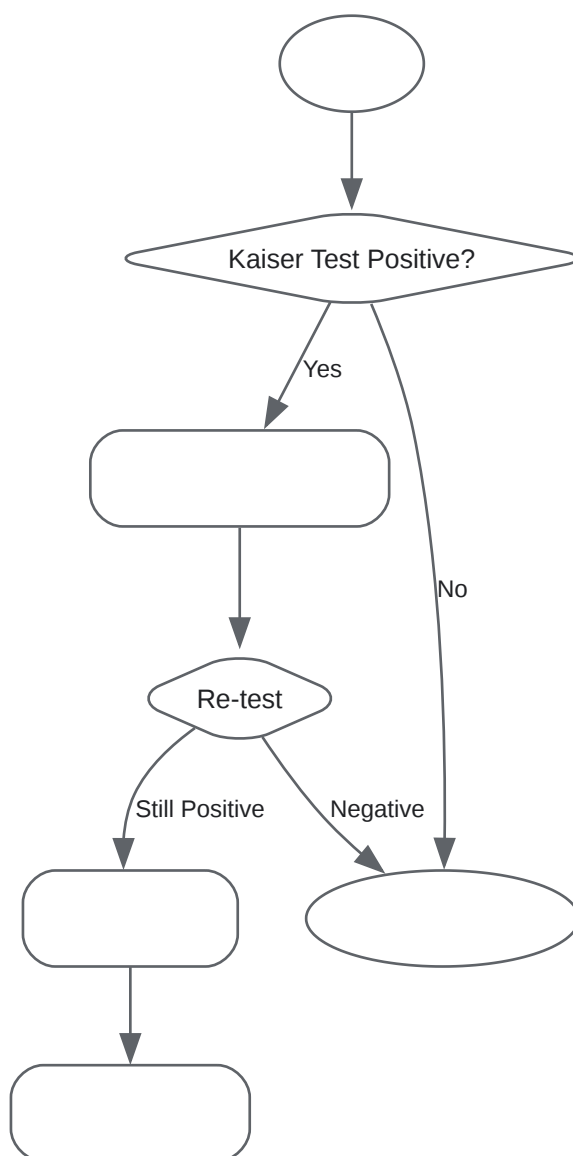 Kaiser Test Positive?
Yes
No
Re-test
Still Positive
Negative